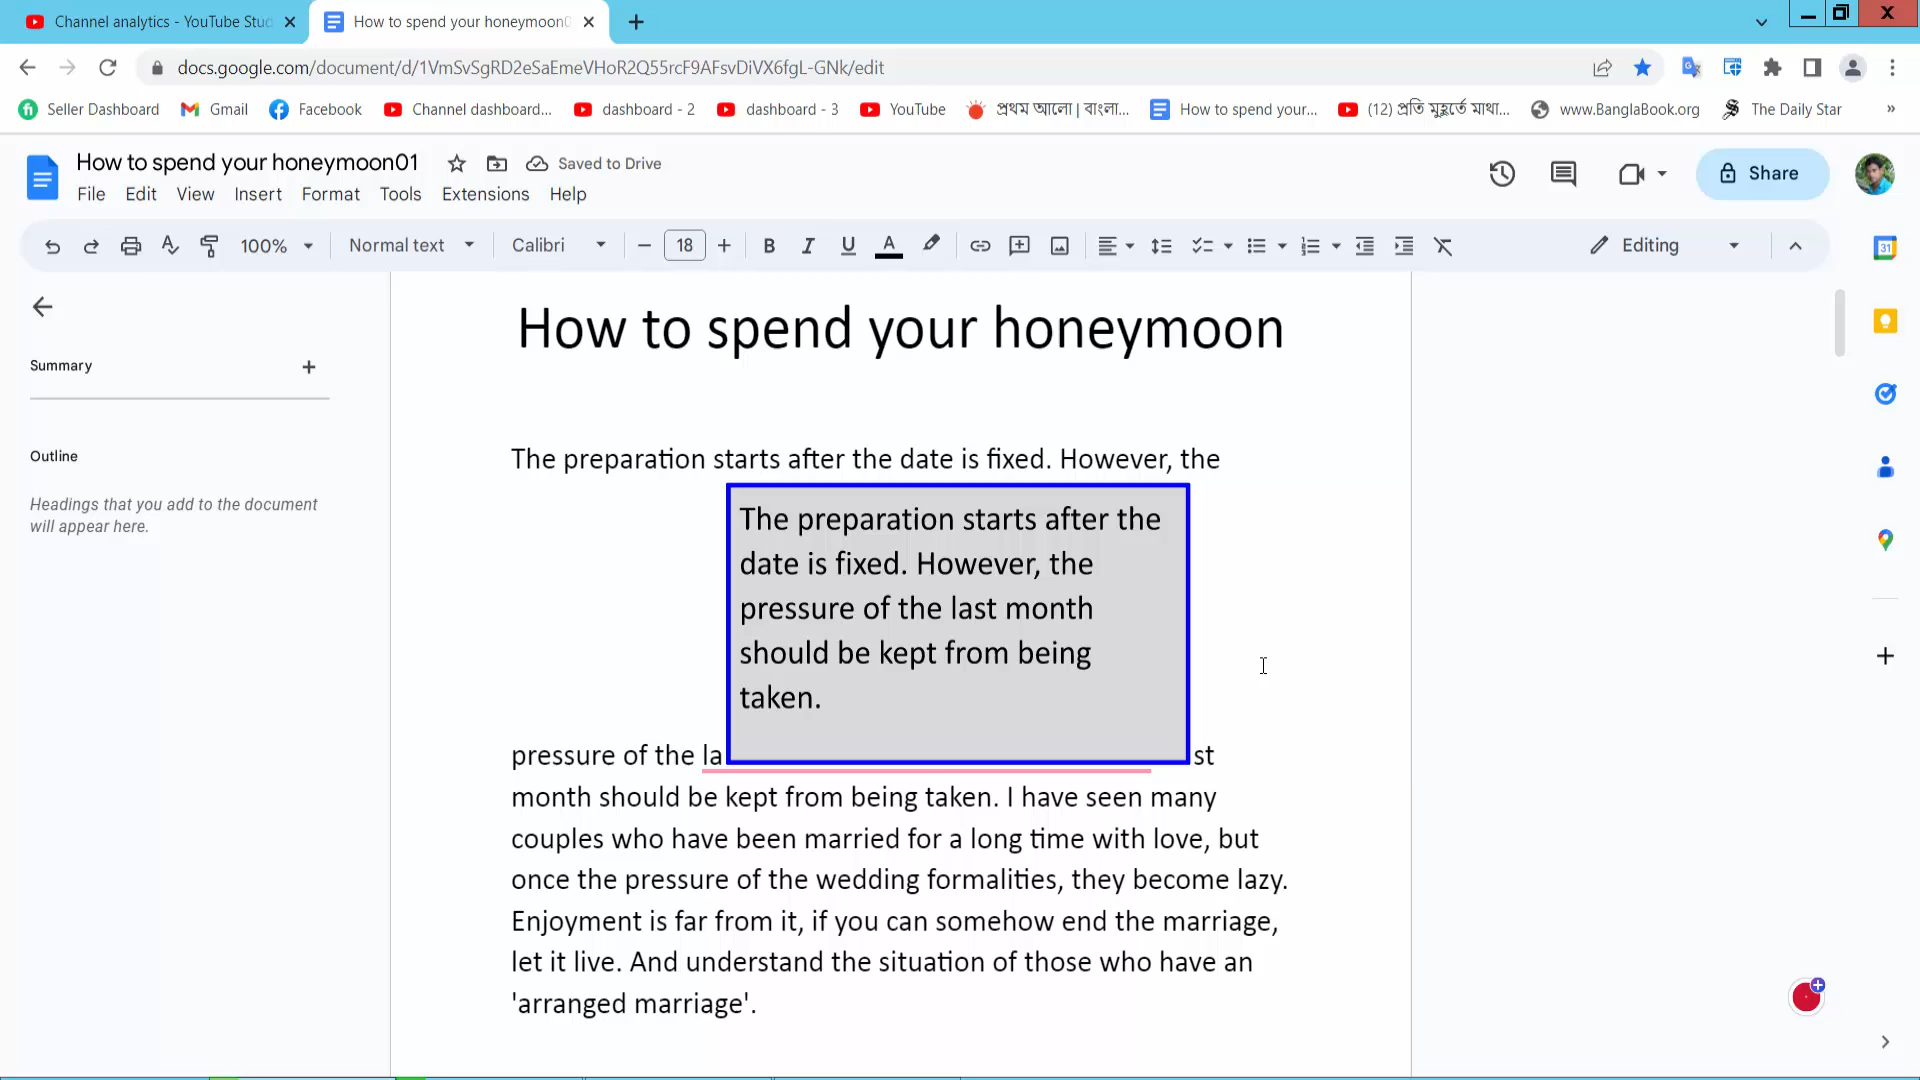 Channel analytics - YouTube Stud
How to spend your honeymoon0
docs.google.com/document/d/1VmSvSgRD2eSaEmeVHoR2Q55rcF9AFsvDiVX6fgL-GNk/edit
Seller Dashboard
Gmail
Facebook
Channel dashboard...
dashboard - 2
dashboard - 3
YouTube
প্রথম আলো | বাংলা...
How to spend your...
(12) প্রতি মুহূর্তে মাথা...
www.BanglaBook.org
The Daily Star
»
How to spend your honeymoon01
Saved to Drive
Share
File Edit View Insert Format Tools Extensions Help
100% Normal text Calibri − 18 + B I U A Editing
31
Summary
Outline
Headings that you add to the document
will appear here.
How to spend your honeymoon
The preparation starts after the date is fixed. However, the
The preparation starts after the
date is fixed. However, the
pressure of the last month
should be kept from being
taken.
pressure of the la st
month should be kept from being taken. I have seen many
couples who have been married for a long time with love, but
once the pressure of the wedding formalities, they become lazy.
Enjoyment is far from it, if you can somehow end the marriage,
let it live. And understand the situation of those who have an
'arranged marriage'.